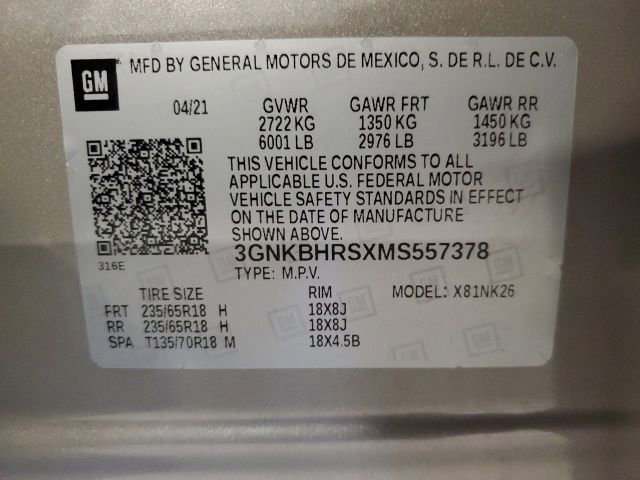 GM
MFD BY GENERAL MOTORS DE MEXICO, S. DE R.L. DE C.V.
04/21 GVWR GAWR FRT GAWR RR
2722 KG 1350 KG 1450 KG
6001 LB 2976 LB 3196 LB
THIS VEHICLE CONFORMS TO ALL
APPLICABLE U.S. FEDERAL MOTOR
VEHICLE SAFETY STANDARDS IN EFFECT
ON THE DATE OF MANUFACTURE
SHOWN ABOVE.
316E
3GNKBHRSXMS557378
TYPE: M.P.V.
TIRE SIZE RIM MODEL: X81NK26
FRT 235/65R18 H 18X8J
RR 235/65R18 H 18X8J
SPA T135/70R18 M 18X4.5B